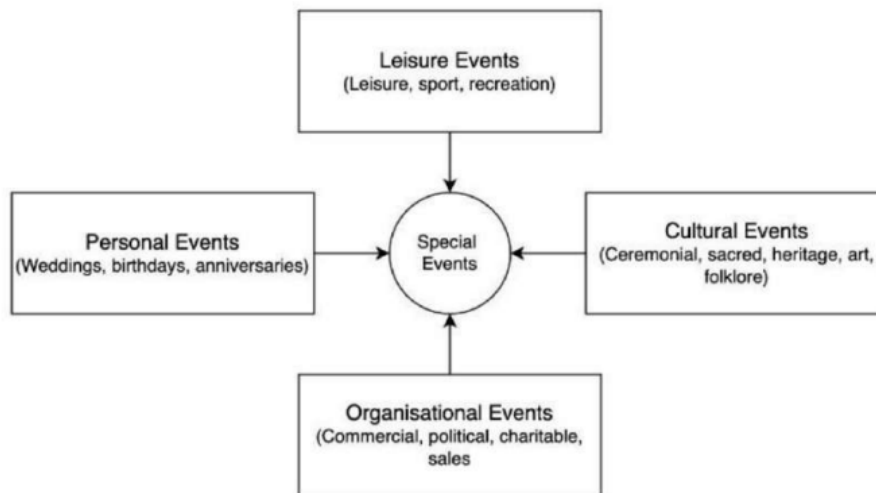 Leisure Events
(Leisure, sport, recreation)
Personal Events
(Weddings, birthdays, anniversaries)
Special
Events
Cultural Events
(Ceremonial, sacred, heritage, art,
folklore)
Organisational Events
(Commercial, political, charitable,
sales